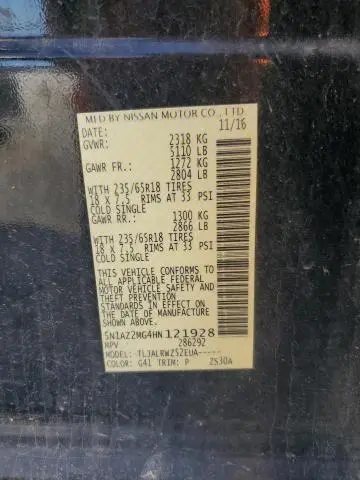 MFD BY NISSAN MOTOR CO., LTD.
DATE: 11/16
GVWR: 2318 KG
5110 LB
GAWR FR.: 1272 KG
2804 LB
WITH 235/65R18 TIRES
18 X 7.5 RIMS AT 33 PSI
COLD SINGLE
GAWR RR.: 1300 KG
2866 LB
WITH 235/65R18 TIRES
18 X 7.5 RIMS AT 33 PSI
COLD SINGLE
THIS VEHICLE CONFORMS TO
ALL APPLICABLE FEDERAL
MOTOR VEHICLE SAFETY AND
THEFT PREVENTION
STANDARDS IN EFFECT ON THE
DATE OF MANUFACTURE
SHOWN ABOVE.
5N1AZ2MG4HN121928
MPV 286292
MODEL: TLJALRWZ52EUA-----
COLOR: G41 TRIM: P Z530A